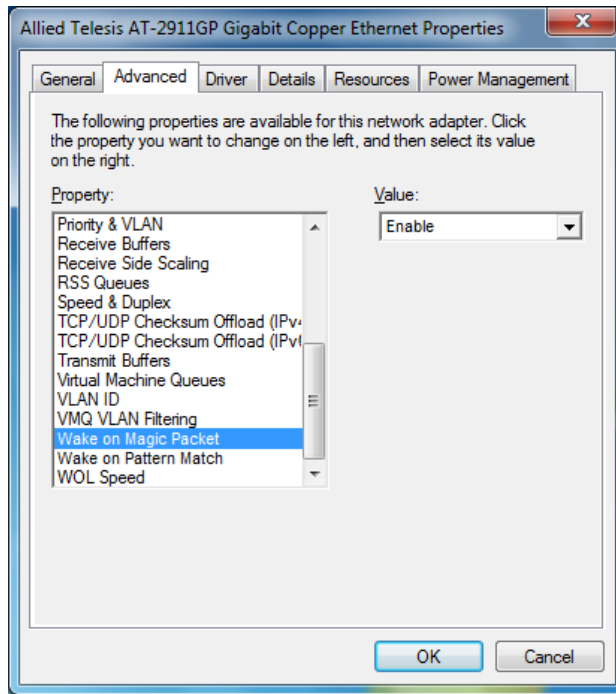 Allied Telesis AT-2911GP Gigabit Copper Ethernet Properties
General Advanced Driver Details Resources Power Management
The following properties are available for this network adapter. Click
the property you want to change on the left, and then select its value
on the right.
Property: Value:
Priority & VLAN Enable
Receive Buffers
Receive Side Scaling
RSS Queues
Speed & Duplex
TCP/UDP Checksum Offload (IPv4
TCP/UDP Checksum Offload (IPv6
Transmit Buffers
Virtual Machine Queues
VLAN ID
VMQ VLAN Filtering
Wake on Magic Packet
Wake on Pattern Match
WOL Speed
OK Cancel